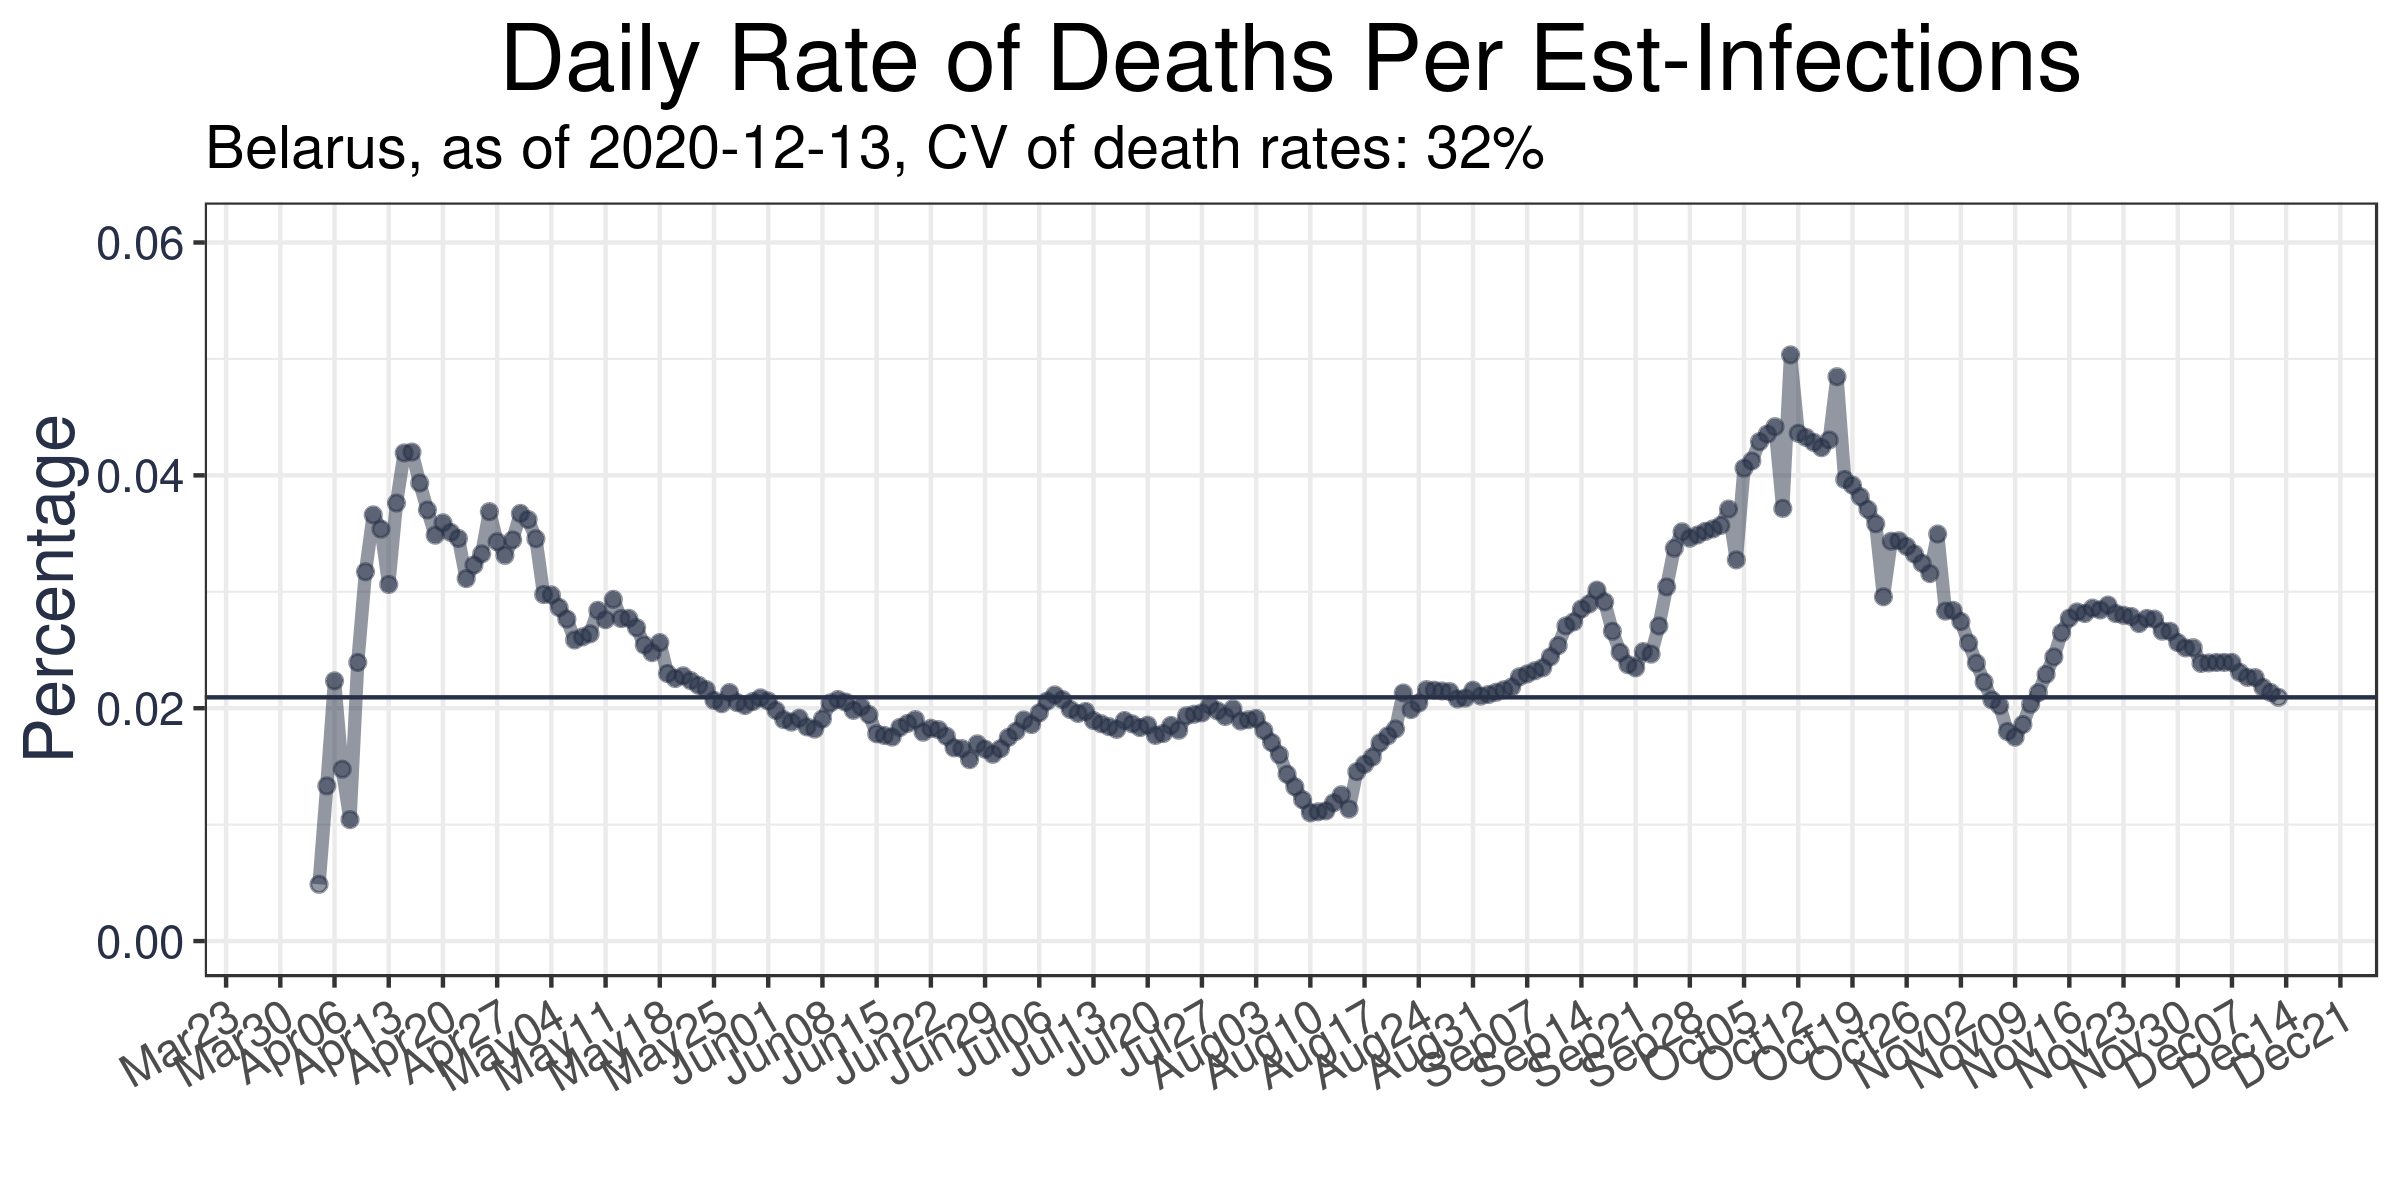 Daily Rate of Deaths Per Est-Infections
Belarus, as of 2020-12-13, CV of death rates: 32%
Percentage
0.06
0.04
0.02
0.00
Mar23
Mar30
Apr06
Apr13
Apr20
Apr27
May04
May11
May18
May25
Jun01
Jun08
Jun15
Jun22
Jun29
Jul06
Jul13
Jul20
Jul27
Aug03
Aug10
Aug17
Aug24
Aug31
Sep07
Sep14
Sep21
Sep28
Oct05
Oct12
Oct19
Oct26
Nov02
Nov09
Nov16
Nov23
Nov30
Dec07
Dec14
Dec21